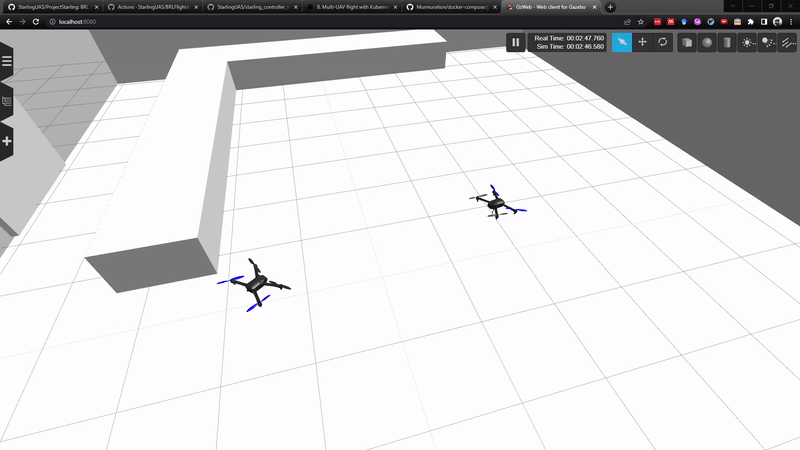 StarlingUAS/ProjectStarling: BRL
Actions · StarlingUAS/BRLFlight
StarlingUAS/starling_controller_
8. Multi-UAV flight with Kuberne
Murmuration/docker-compose/
GzWeb - Web client for Gazebo
localhost:8080
Real Time: 00:02:47.760
Sim Time: 00:02:46.580